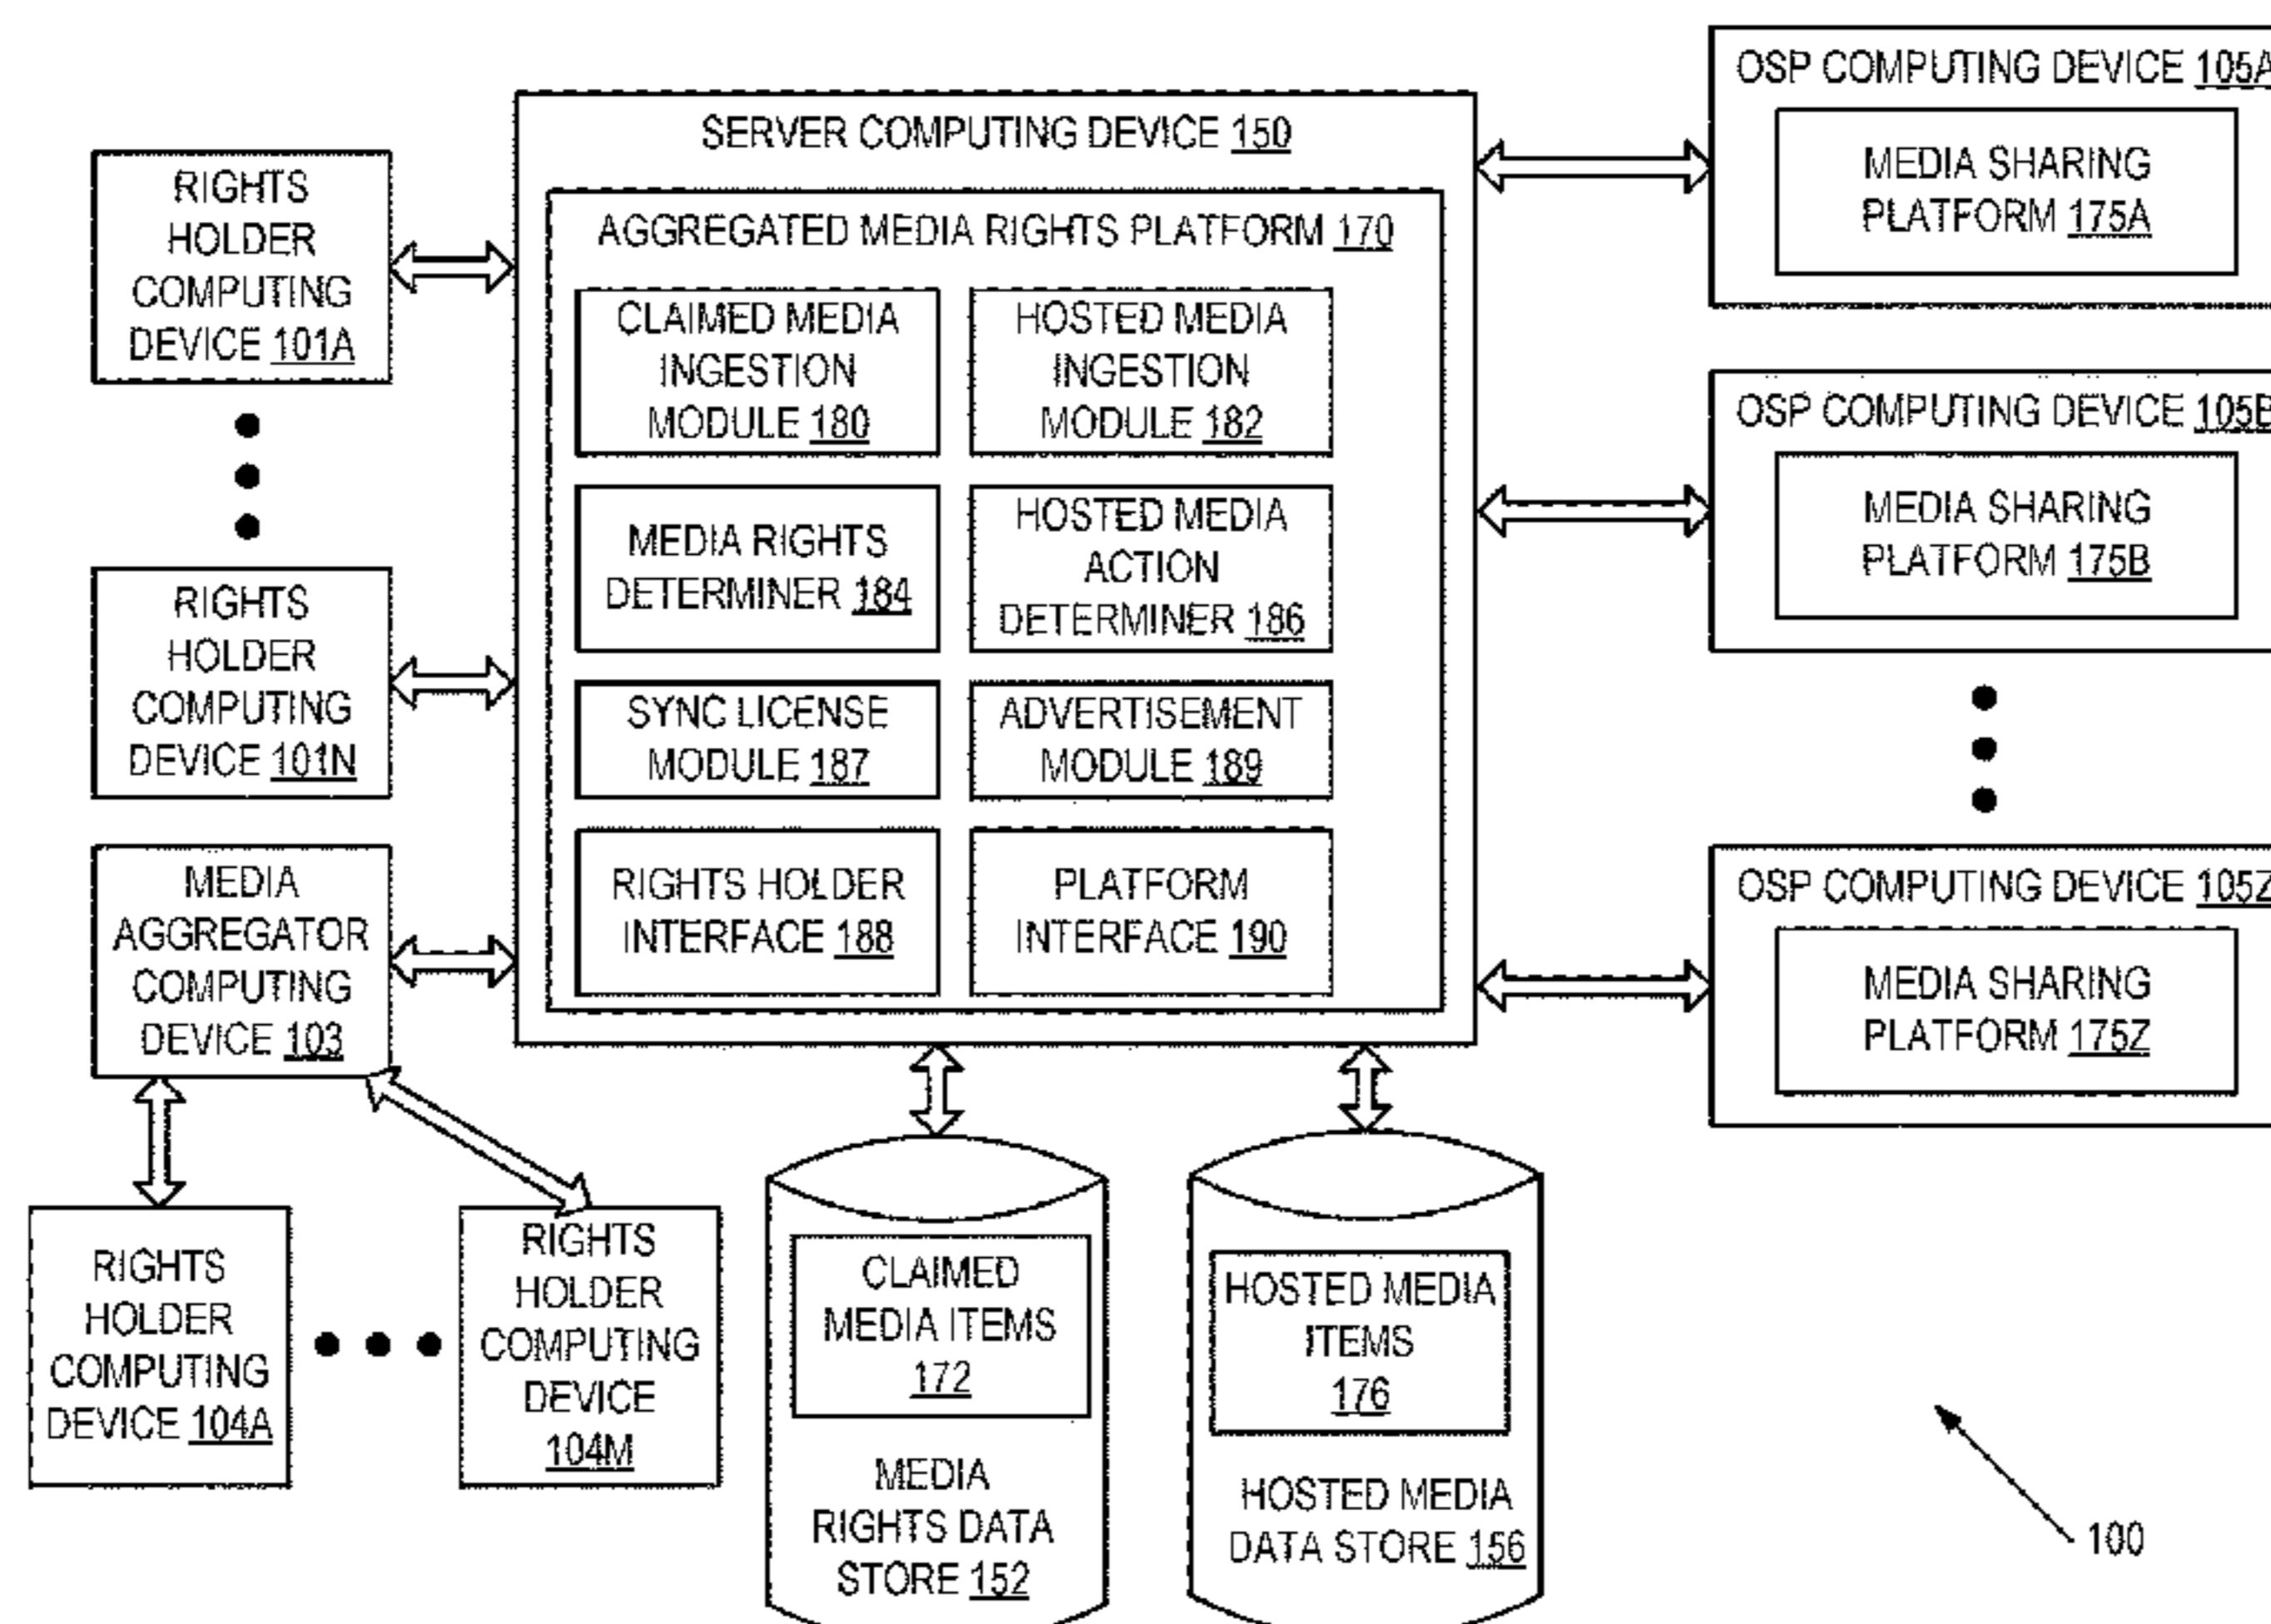 SERVER COMPUTING DEVICE 150
AGGREGATED MEDIA RIGHTS PLATFORM 170
CLAIMED MEDIA
INGESTION
MODULE 180
HOSTED MEDIA
INGESTION
MODULE 182
MEDIA RIGHTS
DETERMINER 184
HOSTED MEDIA
ACTION
DETERMINER 186
SYNC LICENSE
MODULE 187
ADVERTISEMENT
MODULE 189
RIGHTS HOLDER
INTERFACE 188
PLATFORM
INTERFACE 190
RIGHTS
HOLDER
COMPUTING
DEVICE 101A
RIGHTS
HOLDER
COMPUTING
DEVICE 101N
MEDIA
AGGREGATOR
COMPUTING
DEVICE 103
RIGHTS
HOLDER
COMPUTING
DEVICE 104A
RIGHTS
HOLDER
COMPUTING
DEVICE
104M
CLAIMED
MEDIA ITEMS
172
MEDIA
RIGHTS DATA
STORE 152
HOSTED MEDIA
ITEMS
176
HOSTED MEDIA
DATA STORE 156
OSP COMPUTING DEVICE 105A
MEDIA SHARING
PLATFORM 175A
OSP COMPUTING DEVICE 105B
MEDIA SHARING
PLATFORM 175B
OSP COMPUTING DEVICE 105Z
MEDIA SHARING
PLATFORM 175Z
100